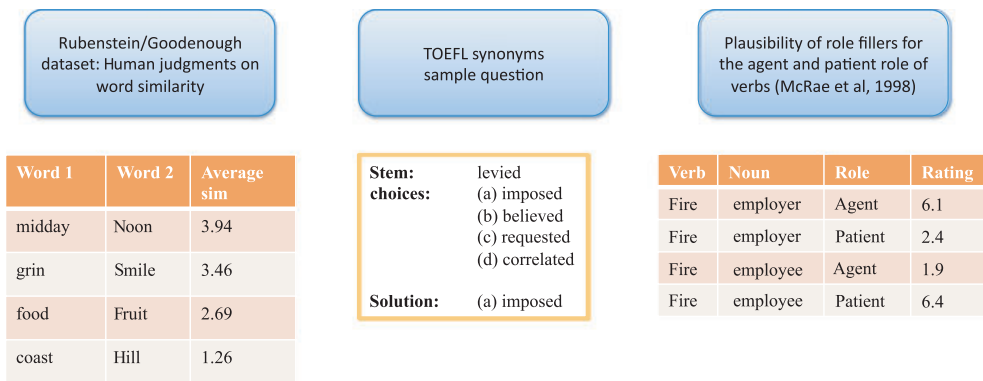 Rubenstein/Goodenough
dataset: Human judgments on
word similarity
TOEFL synonyms
sample question
Plausibility of role fillers for
the agent and patient role of
verbs (McRae et al, 1998)
Word 1 Word 2 Average
sim
midday Noon 3.94
grin Smile 3.46
food Fruit 2.69
coast Hill 1.26
Stem: levied
choices: (a) imposed
(b) believed
(c) requested
(d) correlated
Solution: (a) imposed
Verb Noun Role Rating
Fire employer Agent 6.1
Fire employer Patient 2.4
Fire employee Agent 1.9
Fire employee Patient 6.4